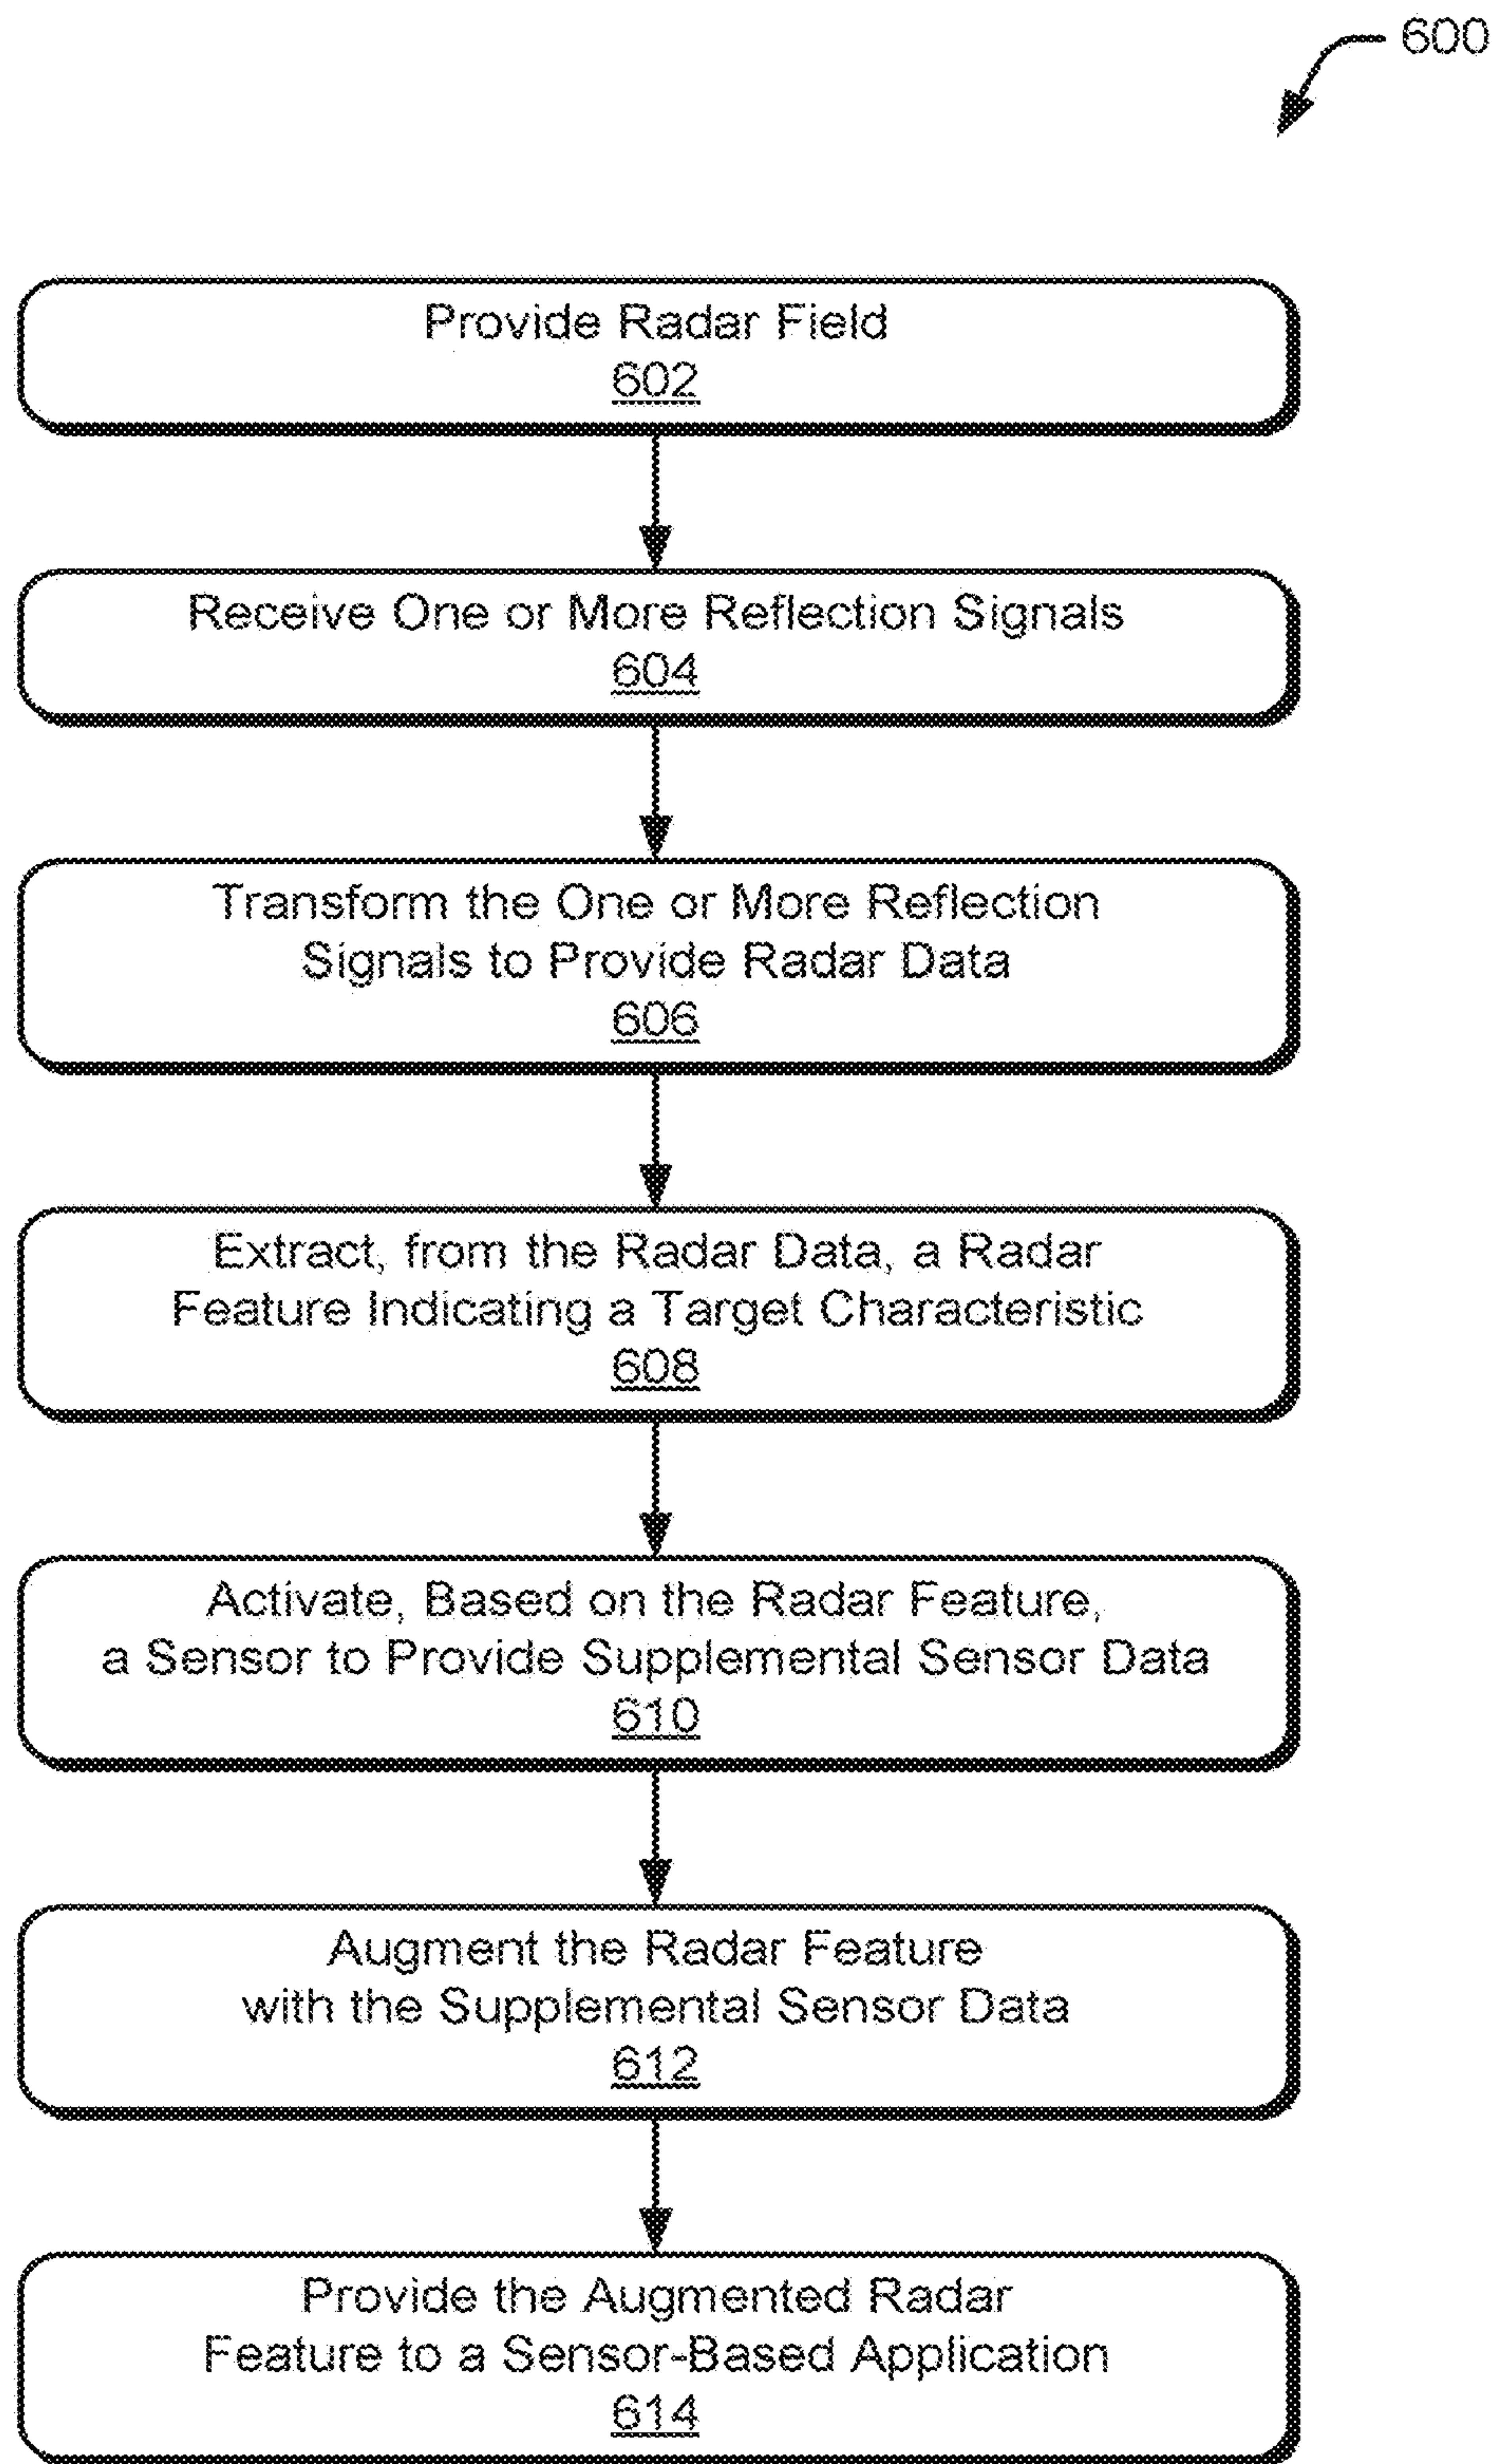 600
Provide Radar Field
602
Receive One or More Reflection Signals
604
Transform the One or More Reflection
Signals to Provide Radar Data
606
Extract, from the Radar Data, a Radar
Feature Indicating a Target Characteristic
608
Activate, Based on the Radar Feature,
a Sensor to Provide Supplemental Sensor Data
610
Augment the Radar Feature
with the Supplemental Sensor Data
612
Provide the Augmented Radar
Feature to a Sensor-Based Application
614